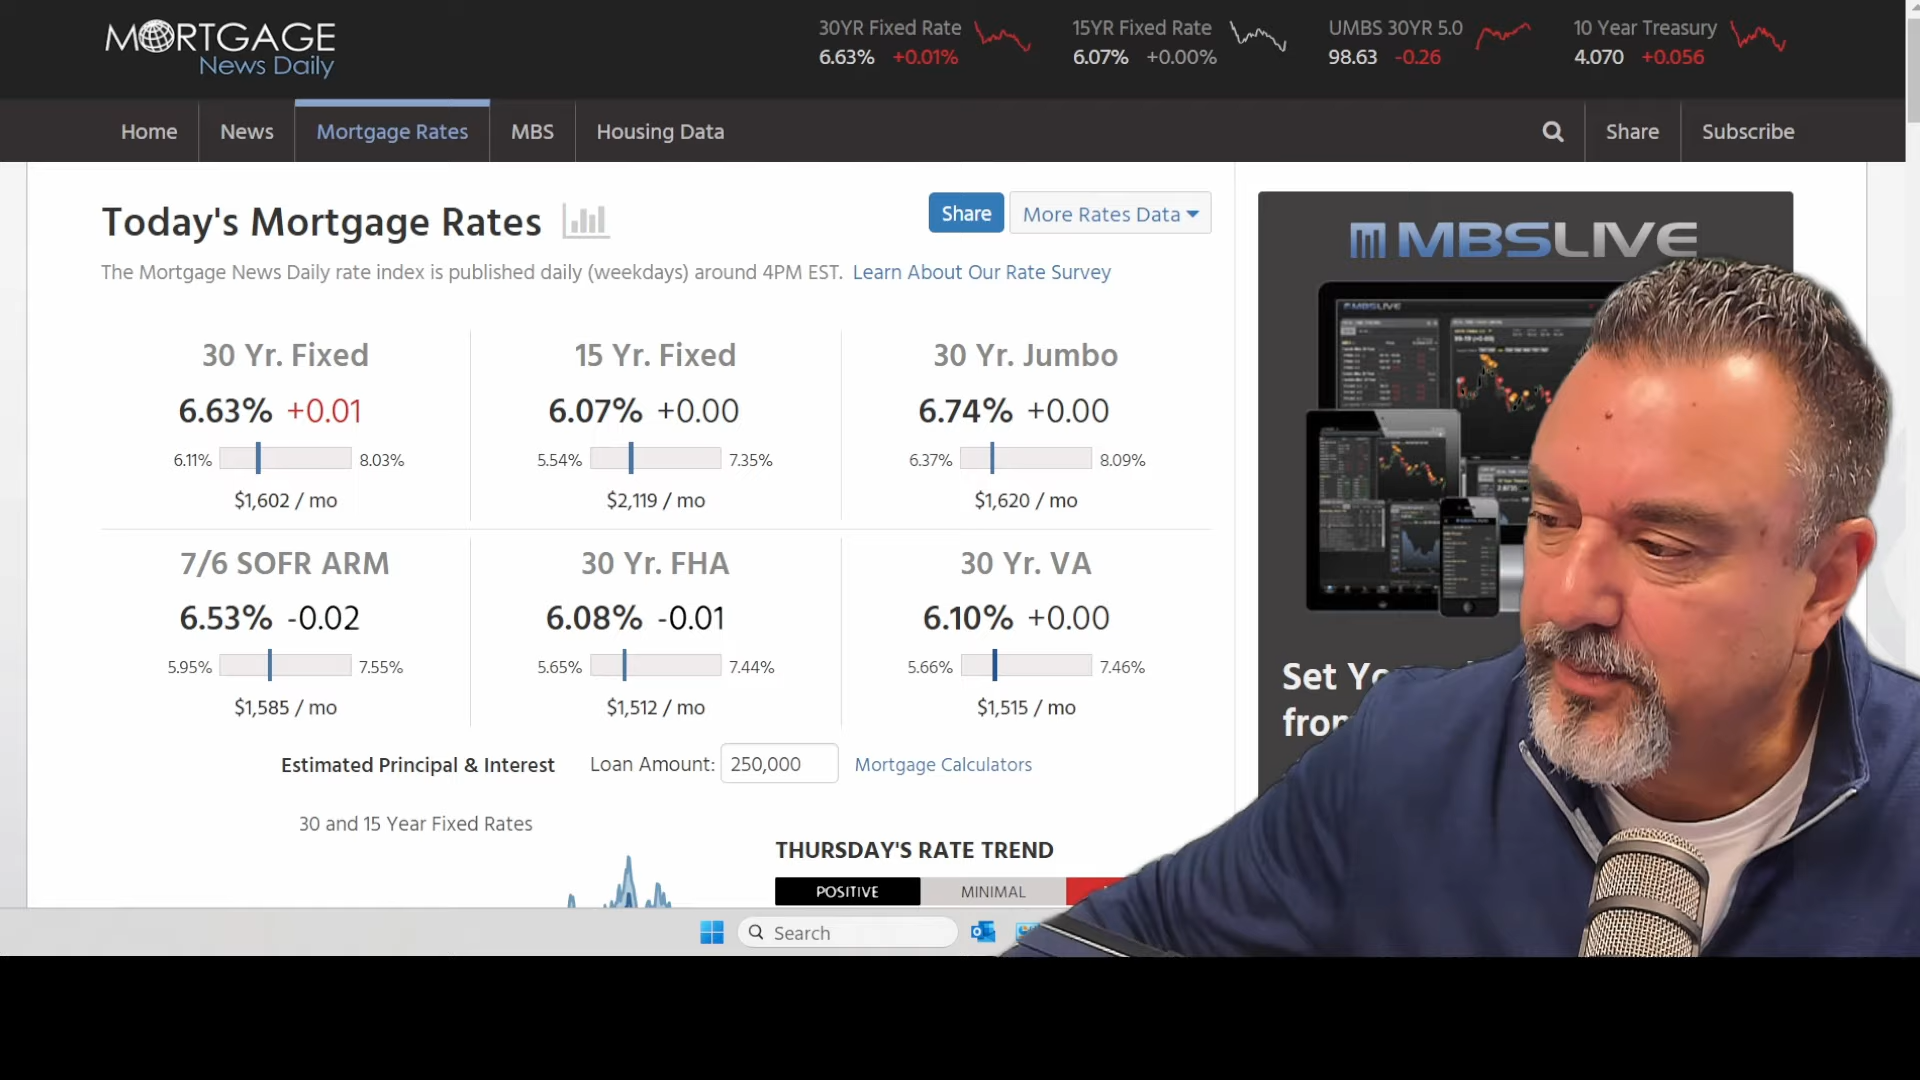 MORTGAGE
News Daily
30YR Fixed Rate
6.63% +0.01%
15YR Fixed Rate
6.07% +0.00%
UMBS 30YR 5.0
98.63 -0.26
10 Year Treasury
4.070 +0.056
Home
News
Mortgage Rates
MBS
Housing Data
Share
Subscribe
Today's Mortgage Rates
Share
More Rates Data
The Mortgage News Daily rate index is published daily (weekdays) around 4PM EST. Learn About Our Rate Survey
30 Yr. Fixed
6.63% +0.01
6.11% 8.03%
$1,602 / mo
15 Yr. Fixed
6.07% +0.00
5.54% 7.35%
$2,119 / mo
30 Yr. Jumbo
6.74% +0.00
6.37% 8.09%
$1,620 / mo
7/6 SOFR ARM
6.53% -0.02
5.95% 7.55%
$1,585 / mo
30 Yr. FHA
6.08% -0.01
5.65% 7.44%
$1,512 / mo
30 Yr. VA
6.10% +0.00
5.66% 7.46%
$1,515 / mo
Estimated Principal & Interest Loan Amount: 250,000 Mortgage Calculators
30 and 15 Year Fixed Rates
THURSDAY'S RATE TREND
POSITIVE
MINIMAL
MBSLIVE
MBSLIVE
Set
Search